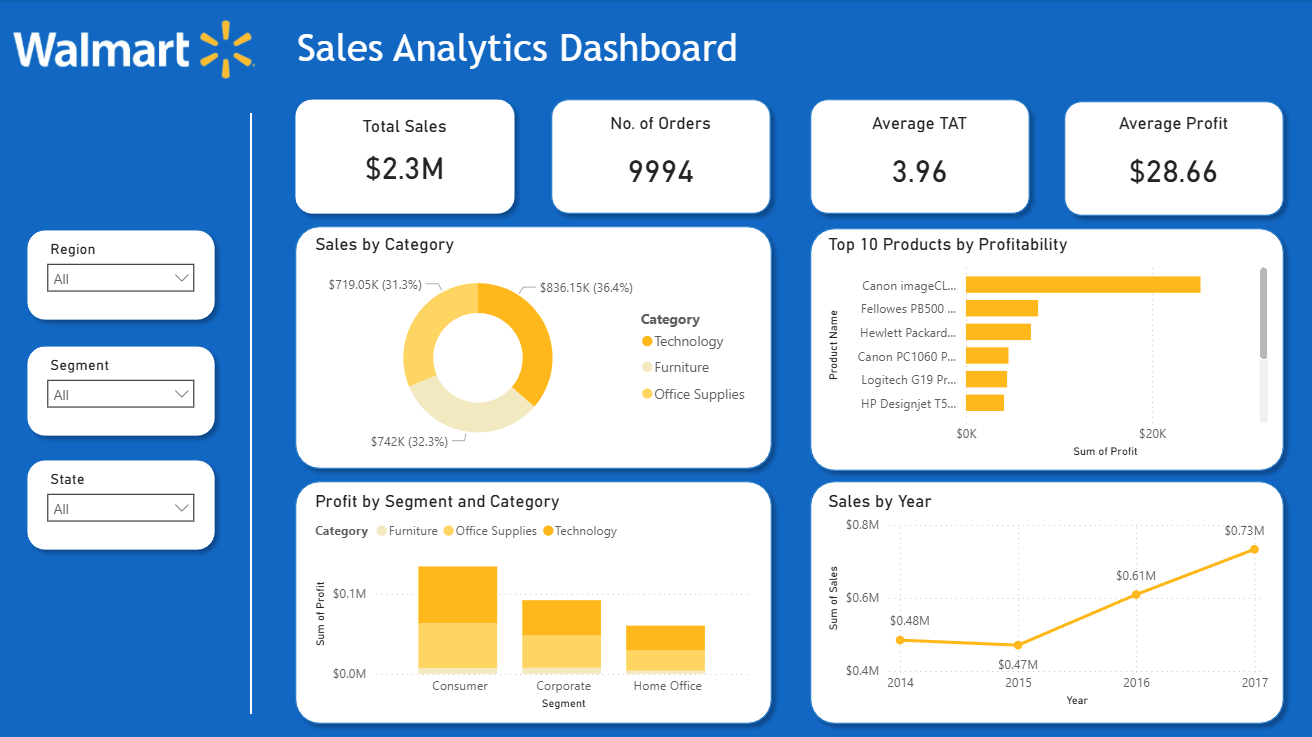 Walmart
Sales Analytics Dashboard
Total Sales
$2.3M
No. of Orders
9994
Average TAT
3.96
Average Profit
$28.66
Region
All
Segment
All
State
All
Sales by Category
$719.05K (31.3%)
$836.15K (36.4%)
$742K (32.3%)
Category
Technology
Furniture
Office Supplies
Top 10 Products by Profitability
Product Name
Canon imageCL...
Fellowes PB500 ...
Hewlett Packard...
Canon PC1060 P...
Logitech G19 Pr...
HP Designjet T5...
$0K $20K
Sum of Profit
Profit by Segment and Category
Category Furniture Office Supplies Technology
Sum of Profit
$0.1M
$0.0M
Consumer Corporate Home Office
Segment
Sales by Year
Sum of Sales
$0.8M
$0.6M
$0.4M
$0.48M
$0.47M
$0.61M
$0.73M
2014 2015 2016 2017
Year